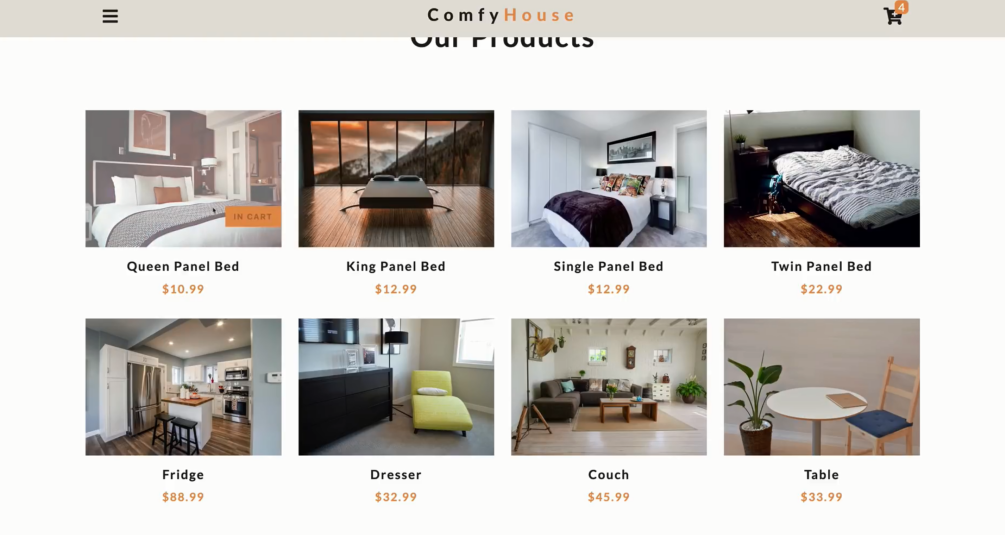 ComfyHouse
4
Our Products
IN CART
Queen Panel Bed
King Panel Bed
Single Panel Bed
Twin Panel Bed
$10.99
$12.99
$12.99
$22.99
Fridge
Dresser
Couch
Table
$88.99
$32.99
$45.99
$33.99